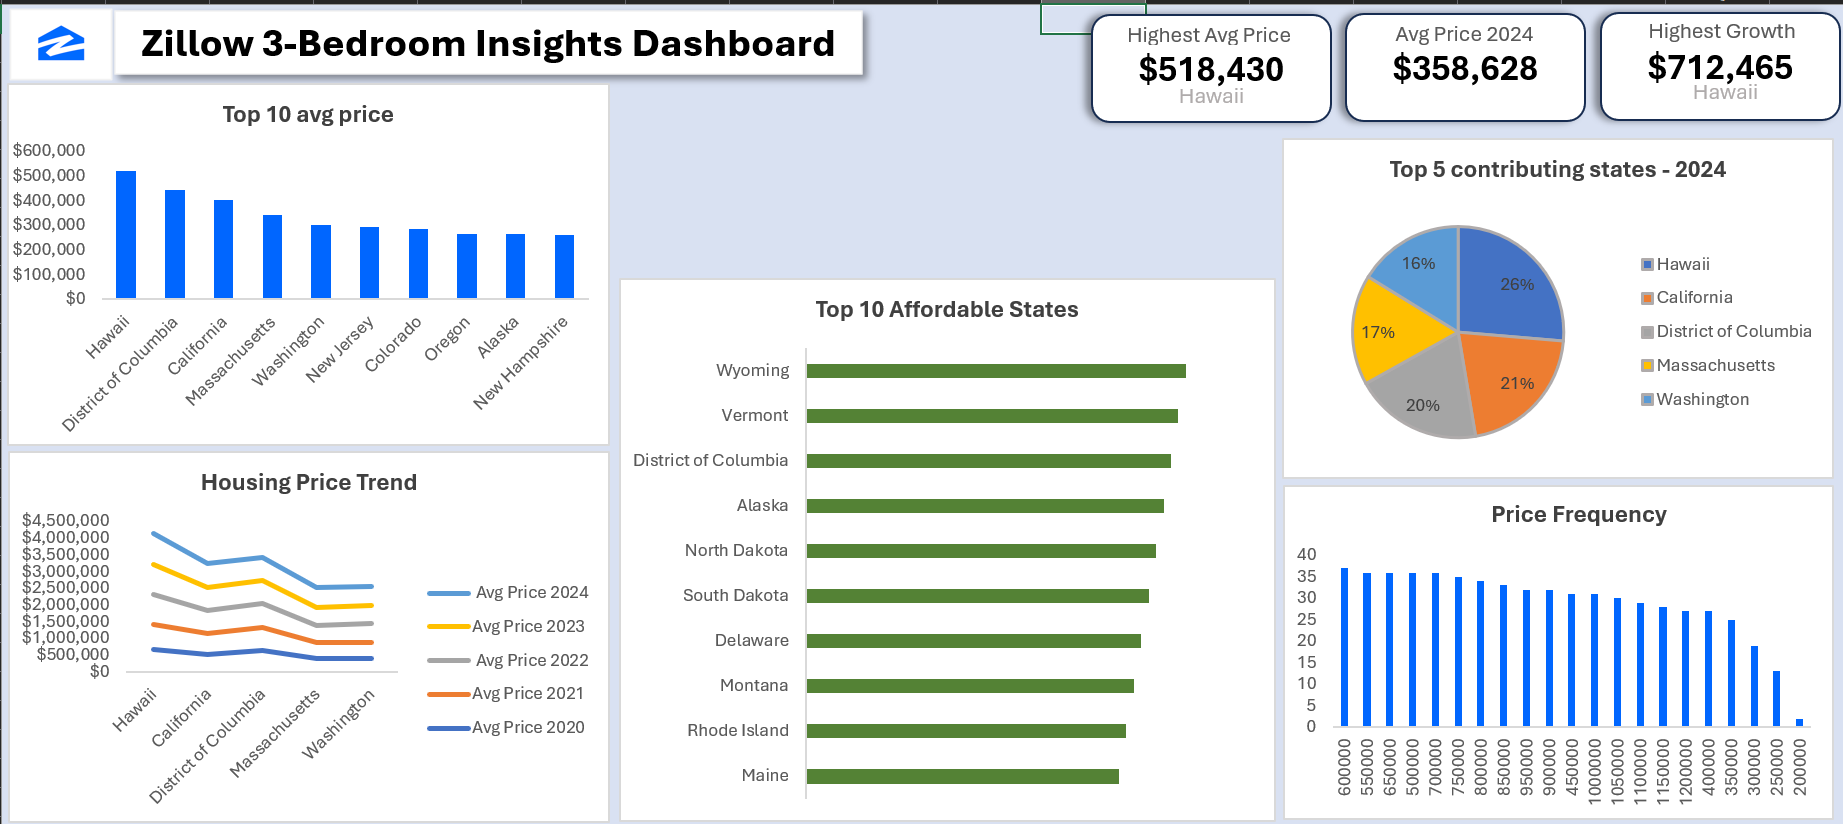 Zillow 3-Bedroom Insights Dashboard
Highest Avg Price
$518,430
Hawaii
Avg Price 2024
$358,628
Highest Growth
$712,465
Hawaii
Top 10 avg price
$600,000
$500,000
$400,000
$300,000
$200,000
$100,000
$0
Hawaii
District of Columbia
California
Massachusetts
Washington
New Jersey
Colorado
Oregon
Alaska
New Hampshire
Housing Price Trend
$4,500,000
$4,000,000
$3,500,000
$3,000,000
$2,500,000
$2,000,000
$1,500,000
$1,000,000
$500,000
$0
Hawaii
California
District of Columbia
Massachusetts
Washington
Avg Price 2024
Avg Price 2023
Avg Price 2022
Avg Price 2021
Avg Price 2020
Top 10 Affordable States
Wyoming
Vermont
District of Columbia
Alaska
North Dakota
South Dakota
Delaware
Montana
Rhode Island
Maine
Top 5 contributing states - 2024
16%
26%
17%
21%
20%
Hawaii
California
District of Columbia
Massachusetts
Washington
Price Frequency
40
35
30
25
20
15
10
5
0
600000
550000
650000
500000
700000
750000
800000
850000
950000
900000
450000
1000000
1050000
1100000
1150000
1200000
400000
350000
300000
250000
200000